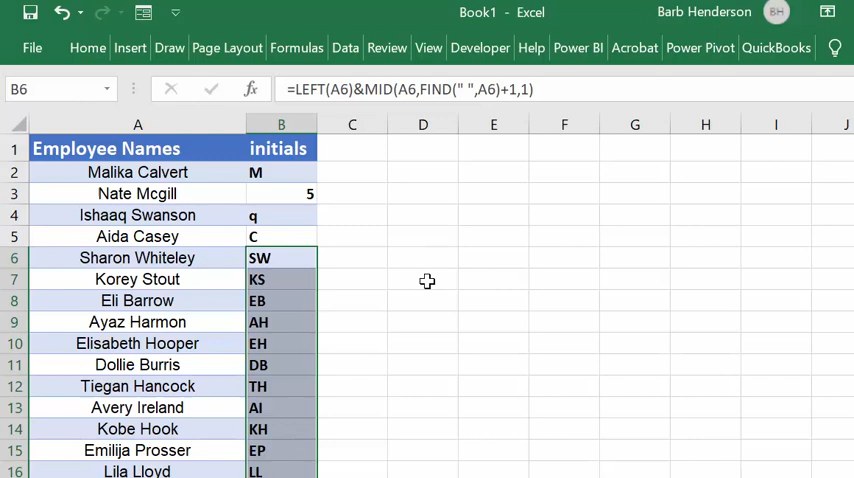 Book1 - Excel
Barb Henderson
BH
File Home Insert Draw Page Layout Formulas Data Review View Developer Help Power BI Acrobat Power Pivot QuickBooks
B6 fx =LEFT(A6)&MID(A6,FIND(" ",A6)+1,1)
A B C D E F G H I J
1 Employee Names initials
2 Malika Calvert M
3 Nate Mcgill 5
4 Ishaaq Swanson q
5 Aida Casey C
6 Sharon Whiteley SW
7 Korey Stout KS
8 Eli Barrow EB
9 Ayaz Harmon AH
10 Elisabeth Hooper EH
11 Dollie Burris DB
12 Tiegan Hancock TH
13 Avery Ireland AI
14 Kobe Hook KH
15 Emilija Prosser EP
16 Lila Lloyd LL